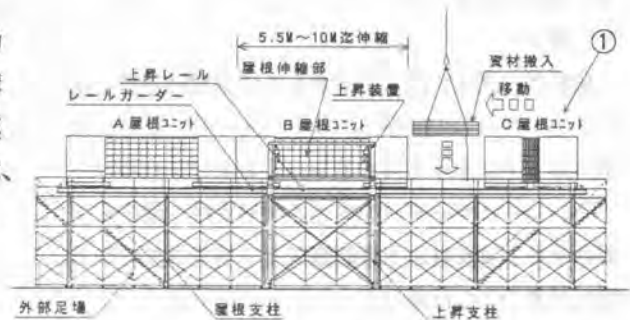 5.5M～10M迄伸縮
①
上昇レール
屋根伸縮部
上昇装置
資材搬入
レールガーダー
移動
A屋根ユニット
B屋根ユニット
C屋根ユニット
外部足場
屋根支柱
上昇支柱